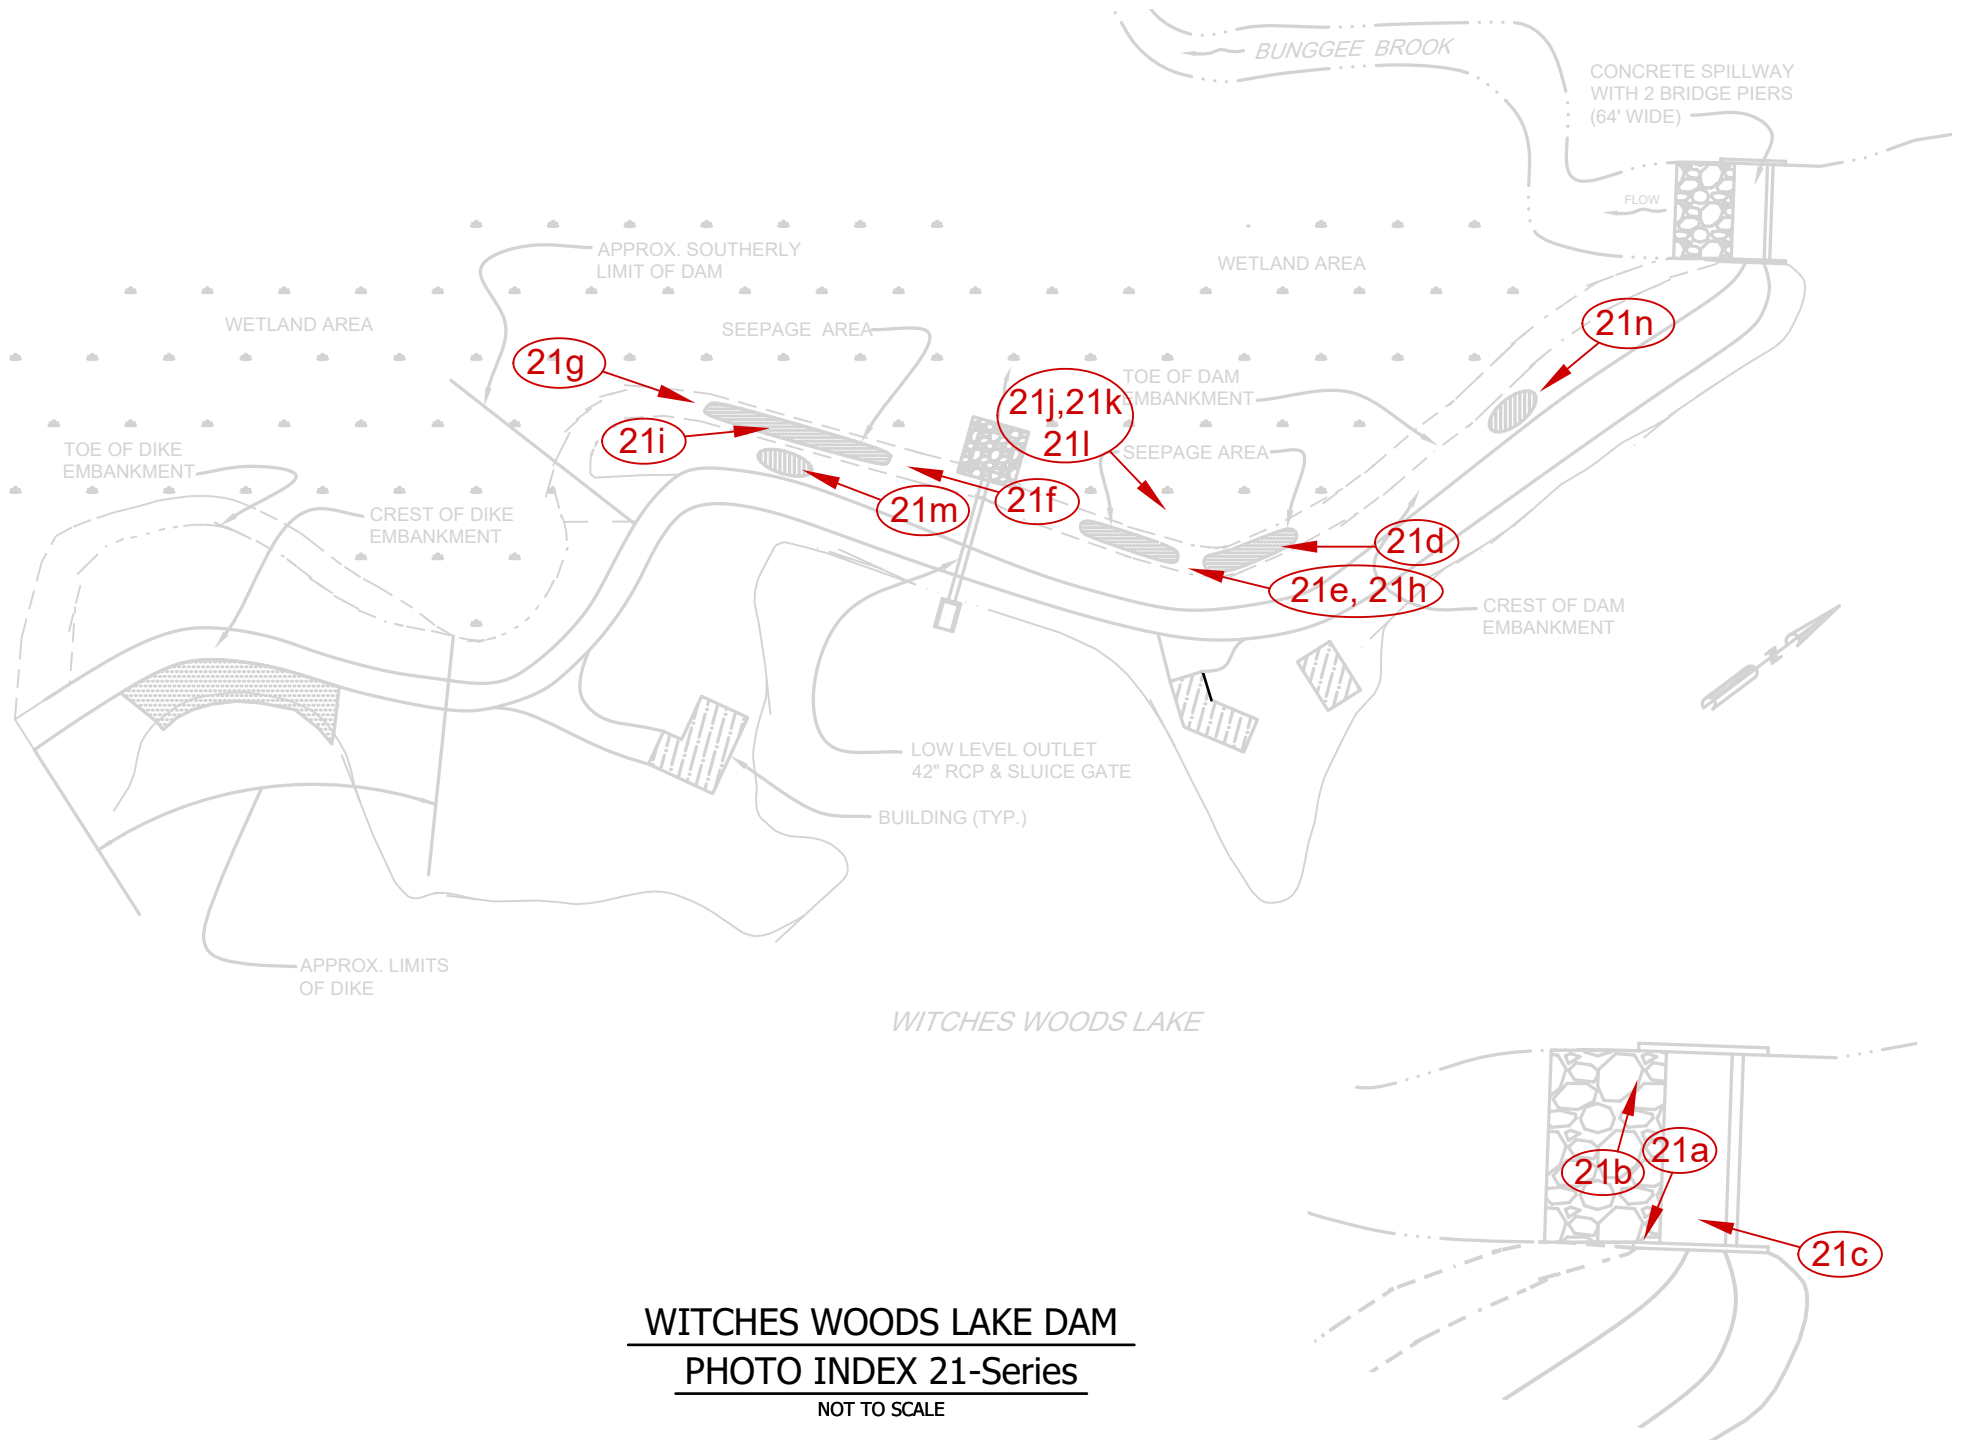 BUNGGEE BROOK
CONCRETE SPILLWAY
WITH 2 BRIDGE PIERS
(64' WIDE)
FLOW
APPROX. SOUTHERLY
LIMIT OF DAM
WETLAND AREA
WETLAND AREA
SEEPAGE AREA
21n
21g
TOE OF DAM
EMBANKMENT
21j,21k
21l
21i
TOE OF DIKE
EMBANKMENT
SEEPAGE AREA
21f
21m
CREST OF DIKE
EMBANKMENT
21d
21e, 21h
CREST OF DAM
EMBANKMENT
N
LOW LEVEL OUTLET
42" RCP & SLUICE GATE
BUILDING (TYP.)
APPROX. LIMITS
OF DIKE
WITCHES WOODS LAKE
21a
21b
21c
WITCHES WOODS LAKE DAM
PHOTO INDEX 21-Series
NOT TO SCALE